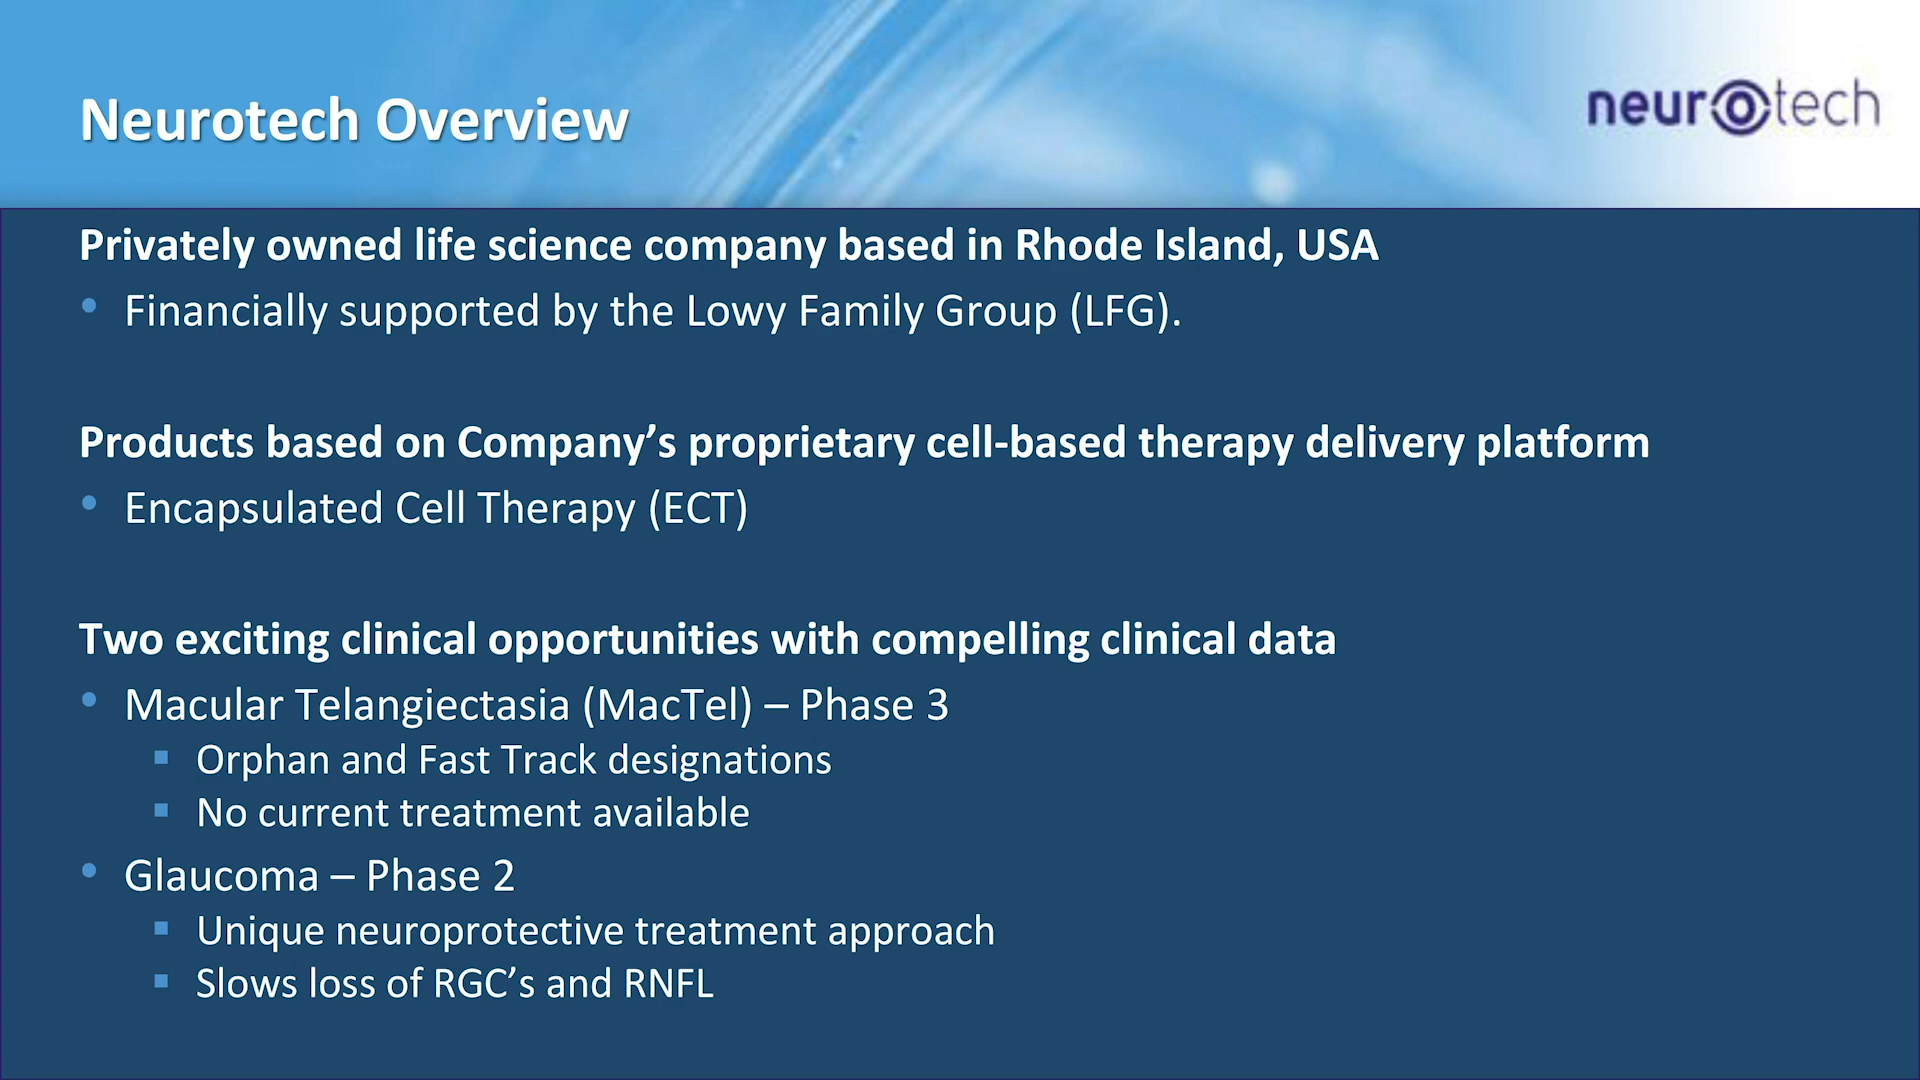 Neurotech Overview
neurotech
Privately owned life science company based in Rhode Island, USA
• Financially supported by the Lowy Family Group (LFG).
Products based on Company’s proprietary cell-based therapy delivery platform
• Encapsulated Cell Therapy (ECT)
Two exciting clinical opportunities with compelling clinical data
• Macular Telangiectasia (MacTel) – Phase 3
▪ Orphan and Fast Track designations
▪ No current treatment available
• Glaucoma – Phase 2
▪ Unique neuroprotective treatment approach
▪ Slows loss of RGC’s and RNFL